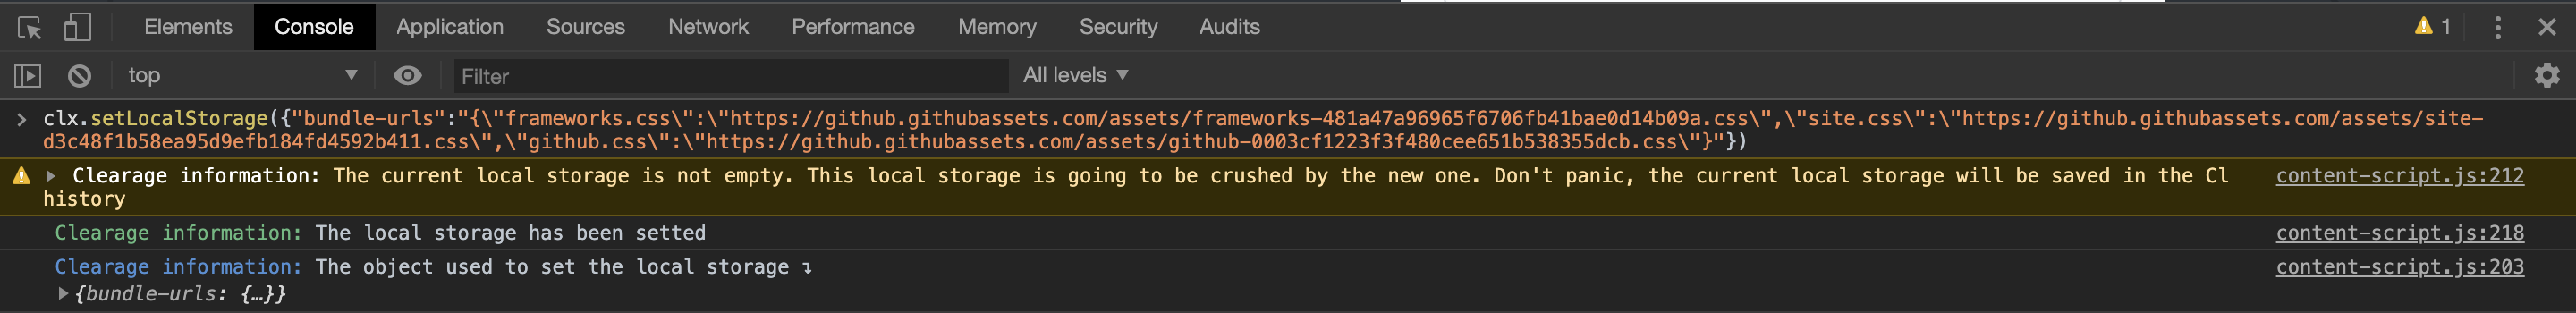 Elements Console Application Sources Network Performance Memory Security Audits 1
top Filter All levels
clx.setLocalStorage({"bundle-urls":"{\"frameworks.css\":\"https://github.githubassets.com/assets/frameworks-481a47a96965f6706fb41bae0d14b09a.css\",\"site.css\":\"https://github.githubassets.com/assets/site-
d3c48f1b58ea95d9efb184fd4592b411.css\",\"github.css\":\"https://github.githubassets.com/assets/github-0003cf1223f3f480cee651b538355dcb.css\"}"})
Clearage information: The current local storage is not empty. This local storage is going to be crushed by the new one. Don't panic, the current local storage will be saved in the Cl content-script.js:212
history
Clearage information: The local storage has been setted content-script.js:218
Clearage information: The object used to set the local storage ↴ content-script.js:203
{bundle-urls: {…}}